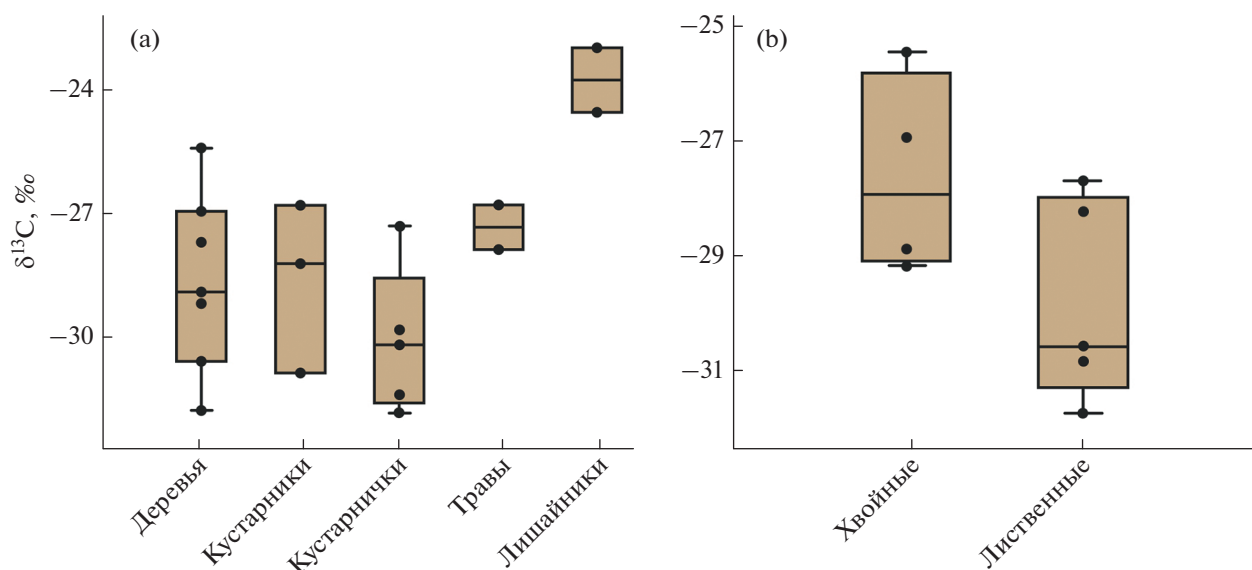 (a)
δ¹³C, ‰
−24
−27
−30
Деревья
Кустарники
Кустарнички
Травы
Лишайники
(b)
−25
−27
−29
−31
Хвойные
Лиственные